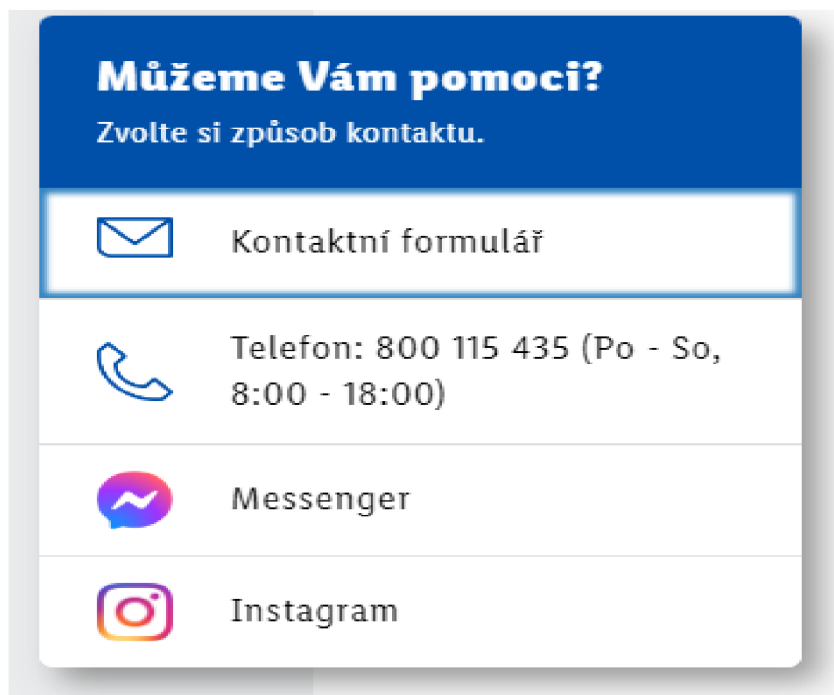 Můžeme Vám pomoci?
Zvolte si způsob kontaktu.
Kontaktní formulář
Telefon: 800 115 435 (Po - So,
8:00 - 18:00)
Messenger
Instagram